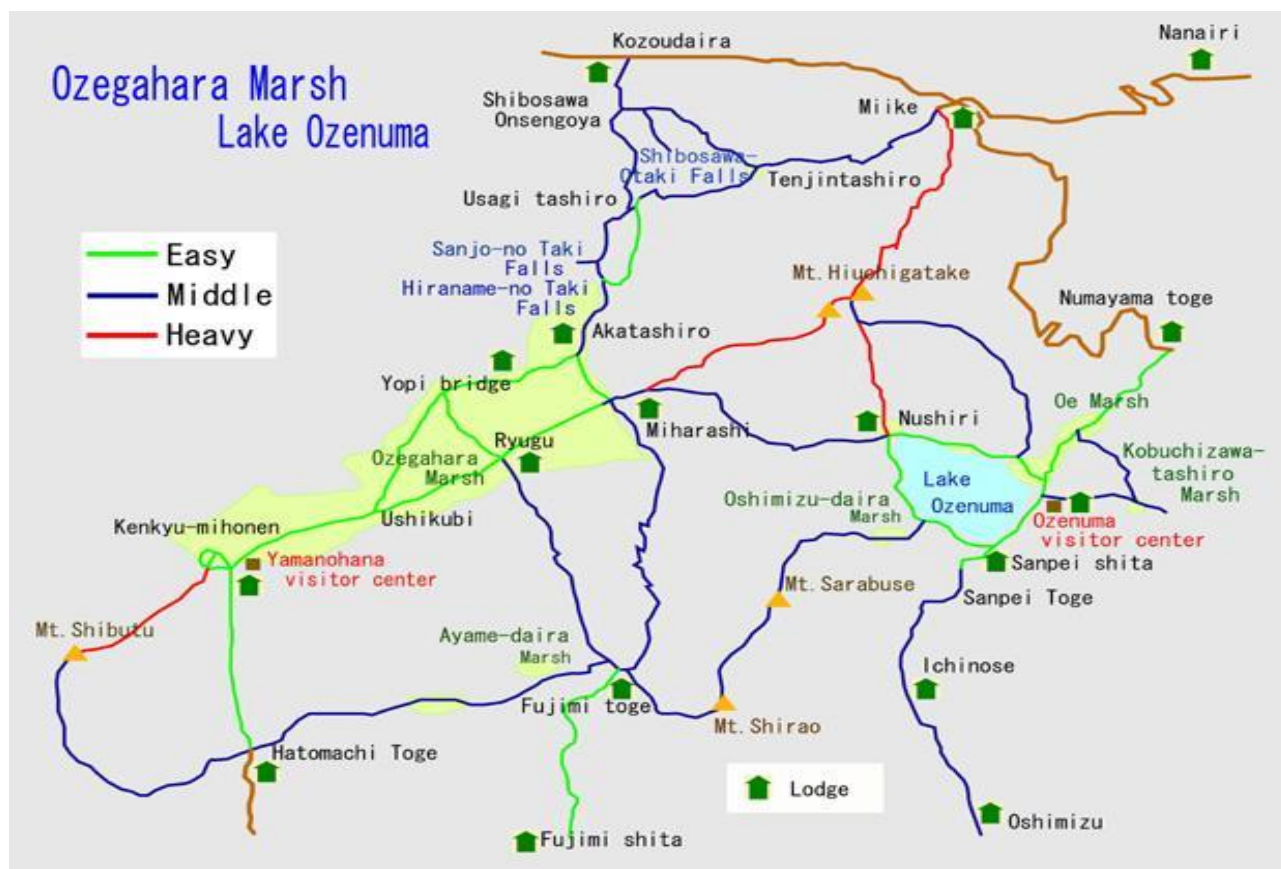 Ozegahara Marsh
Lake Ozenuma
Kozoudaira
Nanairi
Shibosawa
Onsengoya
Miike
Shibosawa-
Otaki Falls
Tenjintashiro
Usagi tashiro
Easy
Middle
Heavy
Sanjo-no Taki
Falls
Hiraname-no Taki
Falls
Mt.Hiuchigatake
Numayama toge
Akatashiro
Yopi bridge
Oe Marsh
Miharashi
Nushiri
Ryugu
Ozegahara
Marsh
Kobuchizawa-
tashiro
Marsh
Lake
Ozenuma
Oshimizu-daira
Marsh
Ushikubi
Kenkyu-mihonen
Ozenuma
visitor center
Yamanohana
visitor center
Sanpei shita
Mt.Sarabuse
Sanpei Toge
Mt.Shibutu
Ayame-daira
Marsh
Ichinose
Fujimi toge
Mt.Shirao
Hatomachi Toge
Lodge
Oshimizu
Fujimi shita